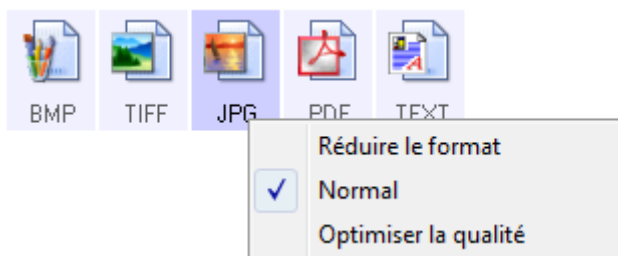 BMP TIFF JPG PDF TEXT
Réduire le format
Normal
Optimiser la qualité